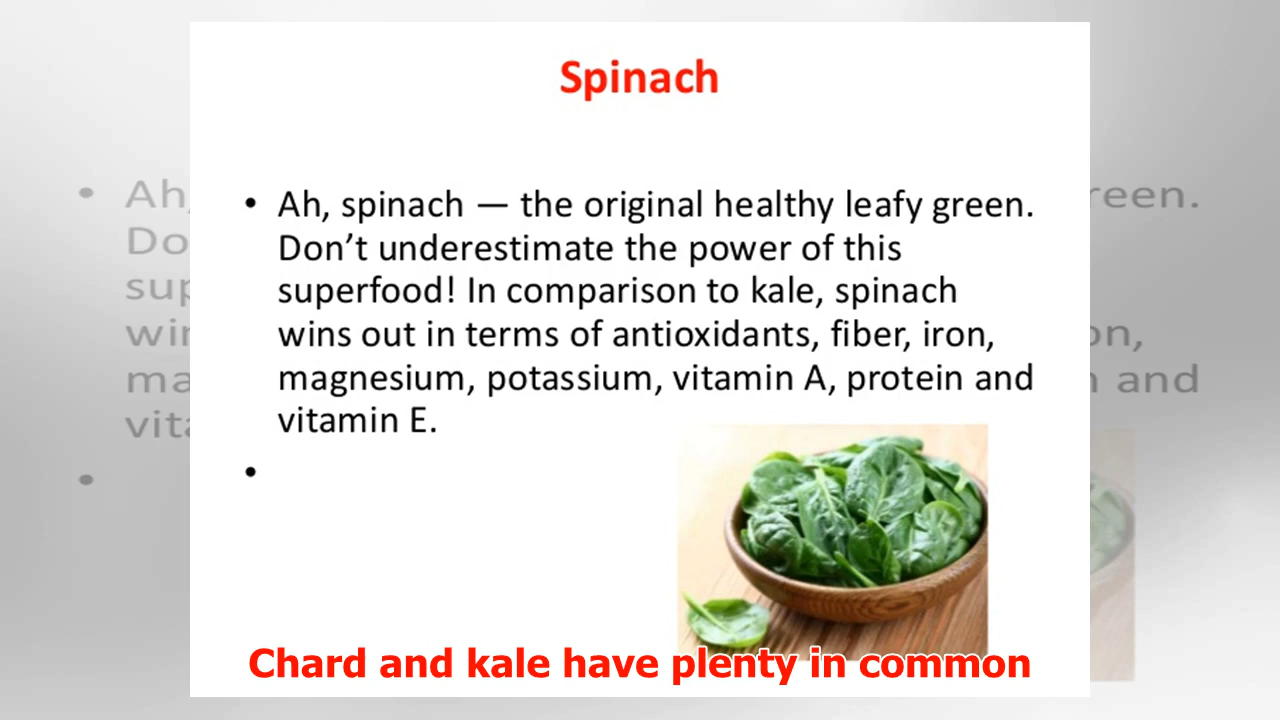 Spinach
• Ah, spinach — the original healthy leafy green.
Don’t underestimate the power of this
superfood! In comparison to kale, spinach
wins out in terms of antioxidants, fiber, iron,
magnesium, potassium, vitamin A, protein and
vitamin E.
•
Chard and kale have plenty in common